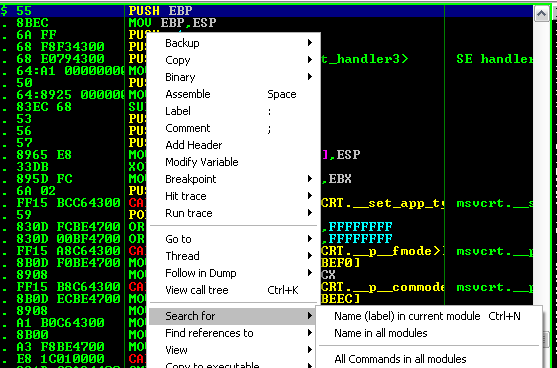 $ 55 PUSH EBP
. 8BEC MOV EBP,ESP
. 6A FF PUS
. 68 F8F34300 PUS
. 68 E0794300 PUS t_handler3> SE handler
. 64:A1 0000000 MOV
. 50 PUS
. 64:8925 000000 MOV
. 83EC 68 SUB
. 53 PUS
. 56 PUS
. 57 PUS
. 8965 E8 MOV ],ESP
. 33DB XOR
. 895D FC MOV ,EBX
. 6A 02 PUS
. FF15 BCC64300 CAL CRT.__set_app_ty msvcrt.__s
. 59 POP
. 830D FCBE4700 OR ,FFFFFFFF
. 830D 00BF4700 OR ,FFFFFFFF
. FF15 A8C64300 CAL CRT.__p__fmode>] msvcrt.__p
. 8B0D F0BE4700 MOV BEF0]
. 8908 MOV CX
. FF15 B8C64300 CAL CRT.__p__commode msvcrt.__p
. 8B0D ECBE4700 MOV BEEC]
. 8908 MOV
. A1 B0C64300 MOV
. 8B00 MOV
. A3 F8BE4700 MOV
. E8 1C010000 CAL
Backup
Copy
Binary
Assemble Space
Label :
Comment ;
Add Header
Modify Variable
Breakpoint
Hit trace
Run trace
Go to
Thread
Follow in Dump
View call tree Ctrl+K
Search for
Find references to
View
Copy to executable
Name (label) in current module Ctrl+N
Name in all modules
All Commands in all modules